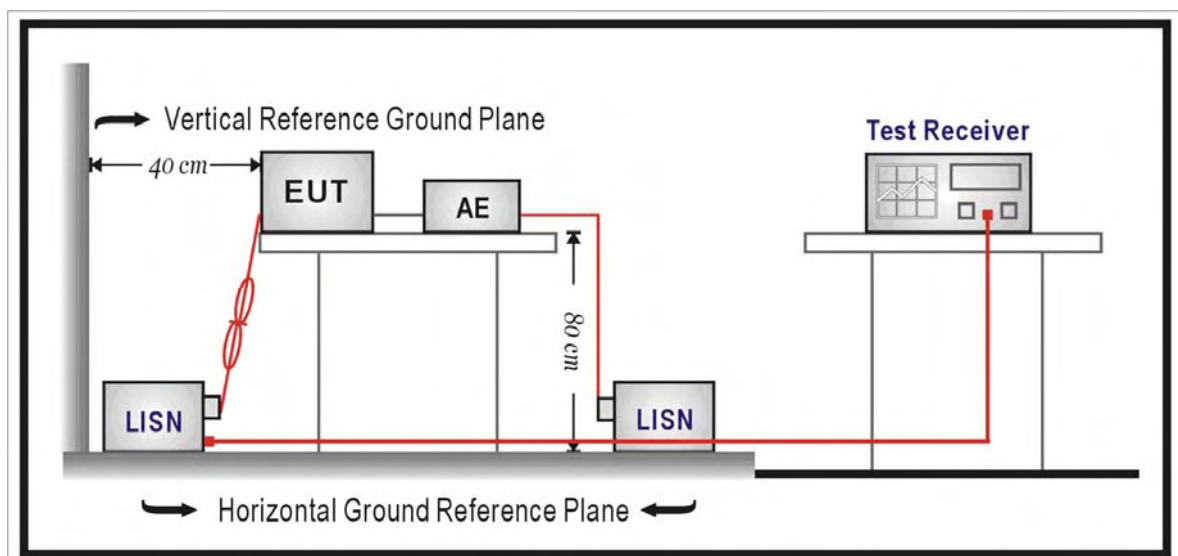 Vertical Reference Ground Plane
Test Receiver
40 cm
EUT
AE
80 cm
LISN
LISN
Horizontal Ground Reference Plane